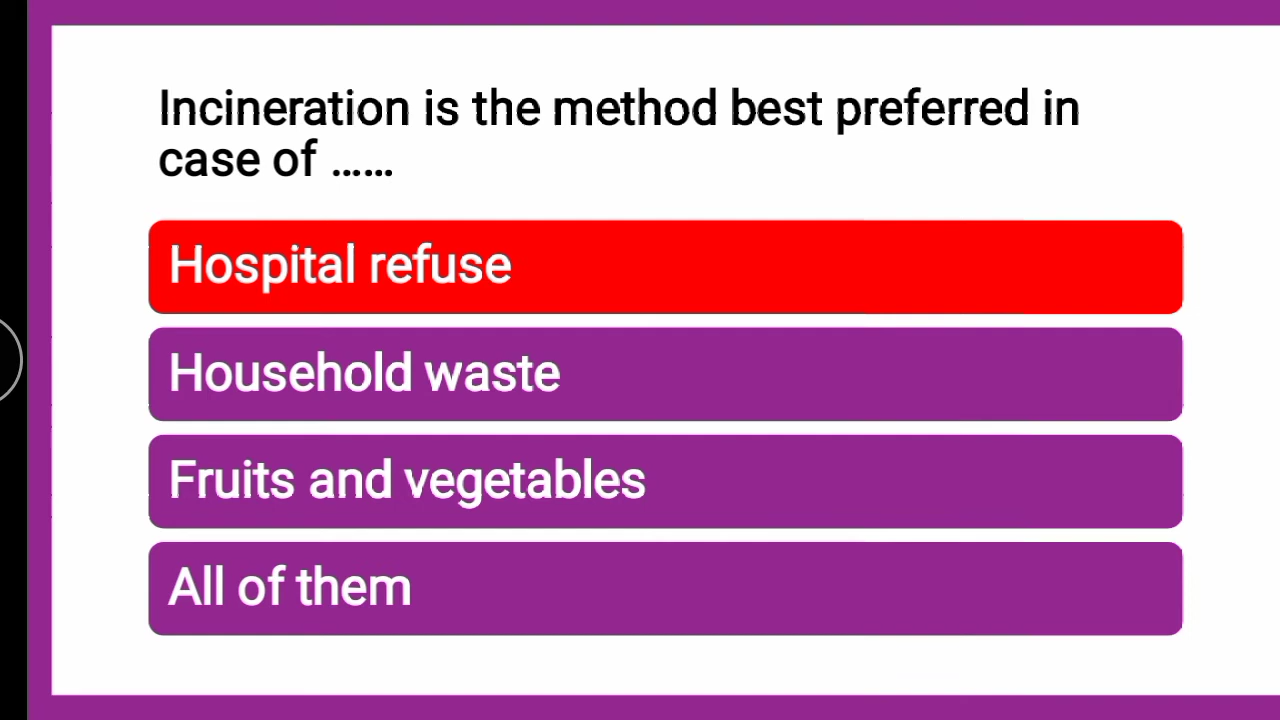 Incineration is the method best preferred in
case of ......
Hospital refuse
Household waste
Fruits and vegetables
All of them